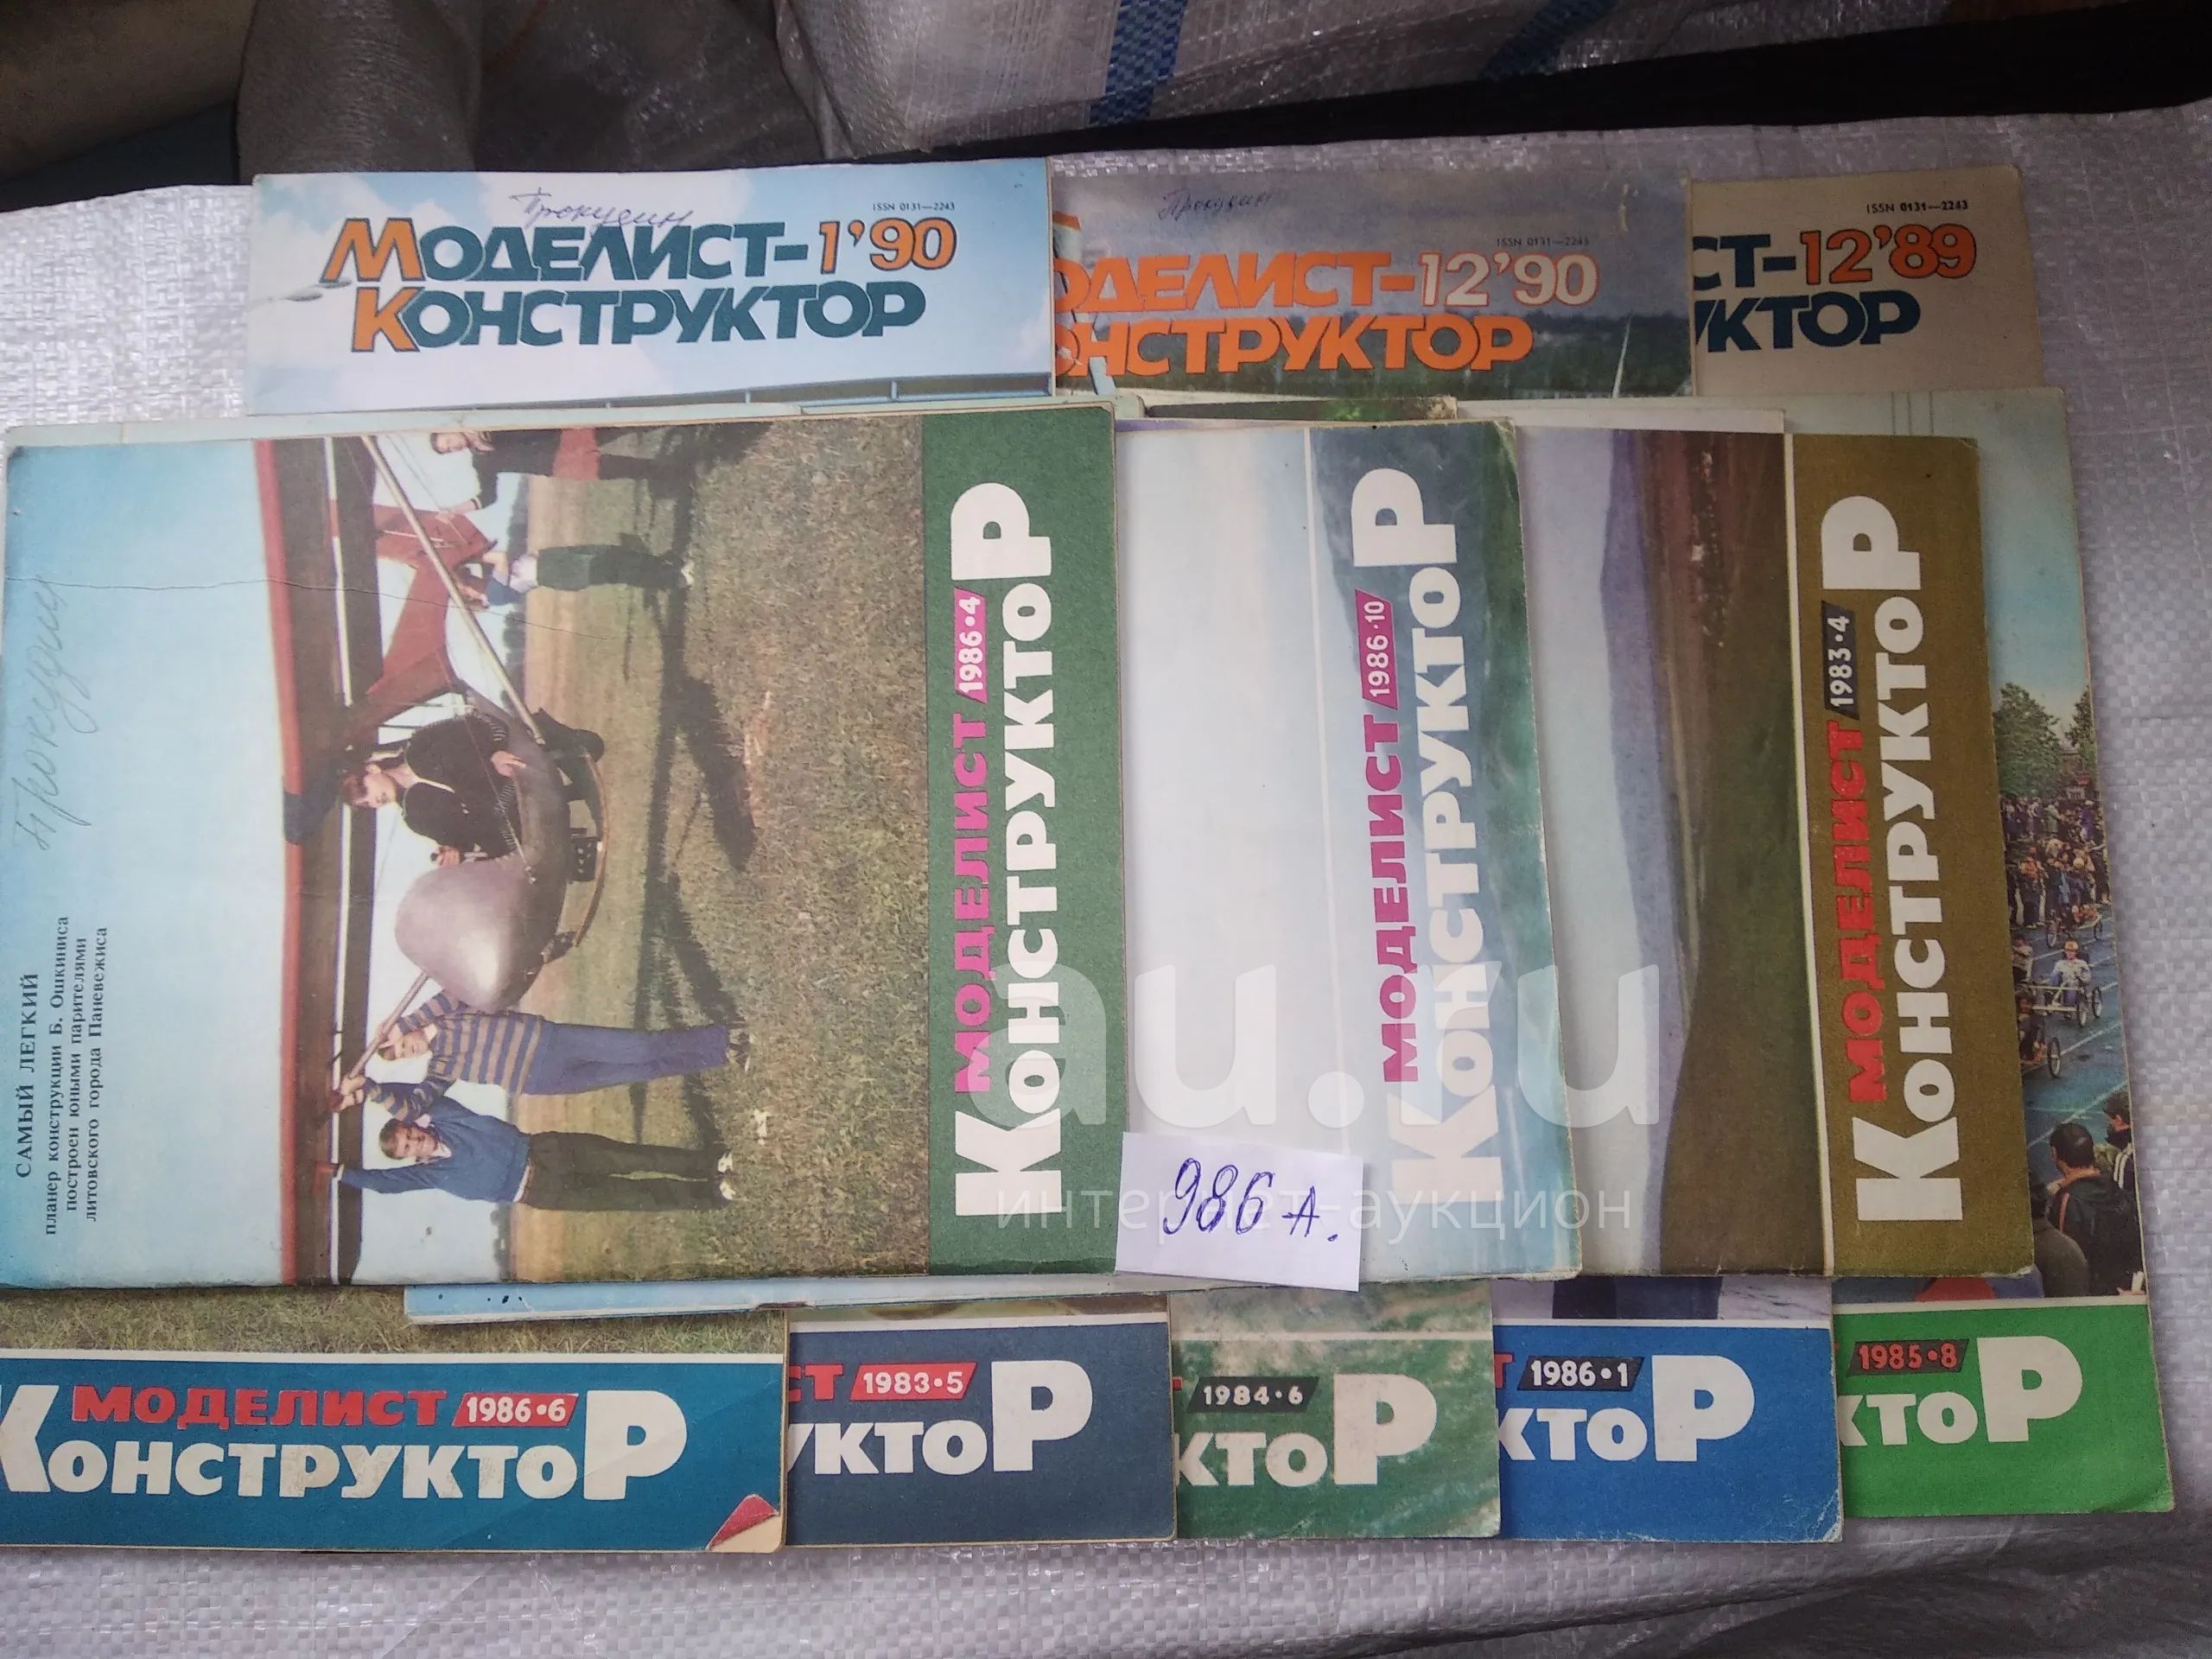 Прокудин
ISSN 0131—2243
МОДЕЛИСТ-1'90
КОНСТРУКТОР
Прокудин
ISSN 0131—2243
ОДЕЛИСТ-12'90
ОНСТРУКТОР
ISSN 0131—2243
СТ-12'89
УКТОР
Прокудин
САМЫЙ ЛЕГКИЙ
планер конструкции Б. Ошкиниса
построен юными парителями
литовского города Паневежиса
МОДЕЛИСТ 1986·4
КОНСТРУКТОР
МОДЕЛИСТ 1986·10
КОНСТРУКТОР
МОДЕЛИСТ 1983·4
КОНСТРУКТОР
au.ru
интернет-аукцион
986 А.
МОДЕЛИСТ 1986·6
КОНСТРУКТОР
СТ 1983·5
УКТОР
Т 1984·6
КТОР
Т 1986·1
КТОР
1985·8
КТОР